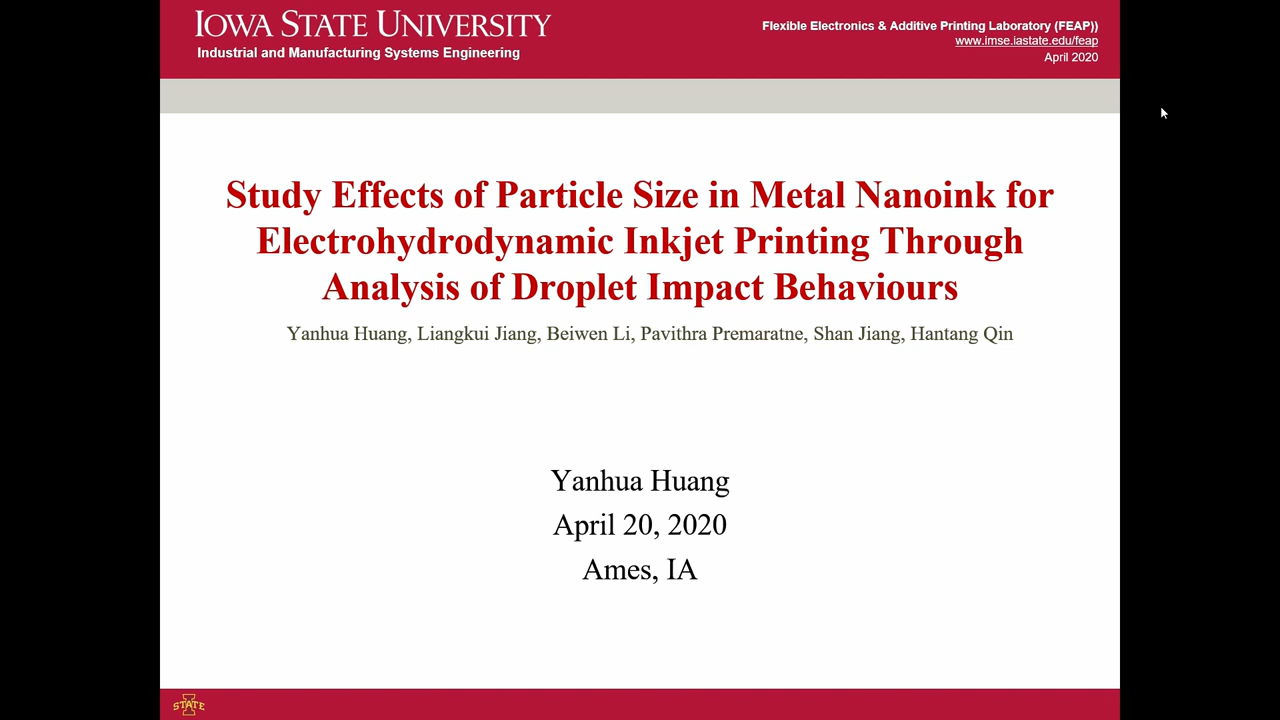 IOWA STATE UNIVERSITY
Industrial and Manufacturing Systems Engineering
Flexible Electronics & Additive Printing Laboratory (FEAP))
www.imse.iastate.edu/feap
April 2020
Study Effects of Particle Size in Metal Nanoink for
Electrohydrodynamic Inkjet Printing Through
Analysis of Droplet Impact Behaviours
Yanhua Huang, Liangkui Jiang, Beiwen Li, Pavithra Premaratne, Shan Jiang, Hantang Qin
Yanhua Huang
April 20, 2020
Ames, IA
STATE